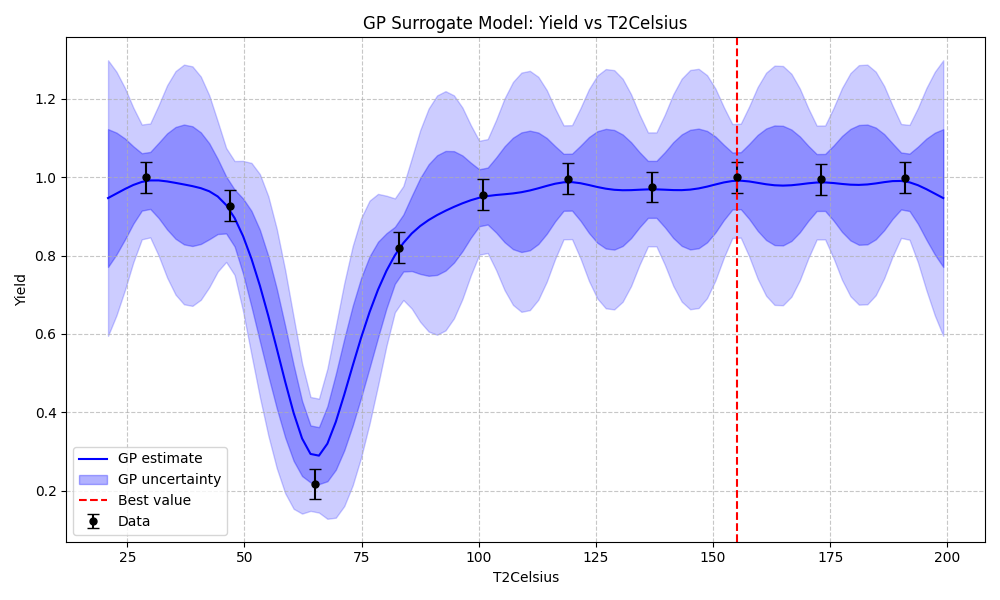 GP Surrogate Model: Yield vs T2Celsius
Yield
1.2
1.0
0.8
0.6
0.4
0.2
GP estimate
GP uncertainty
Best value
Data
25
50
75
100
125
150
175
200
T2Celsius